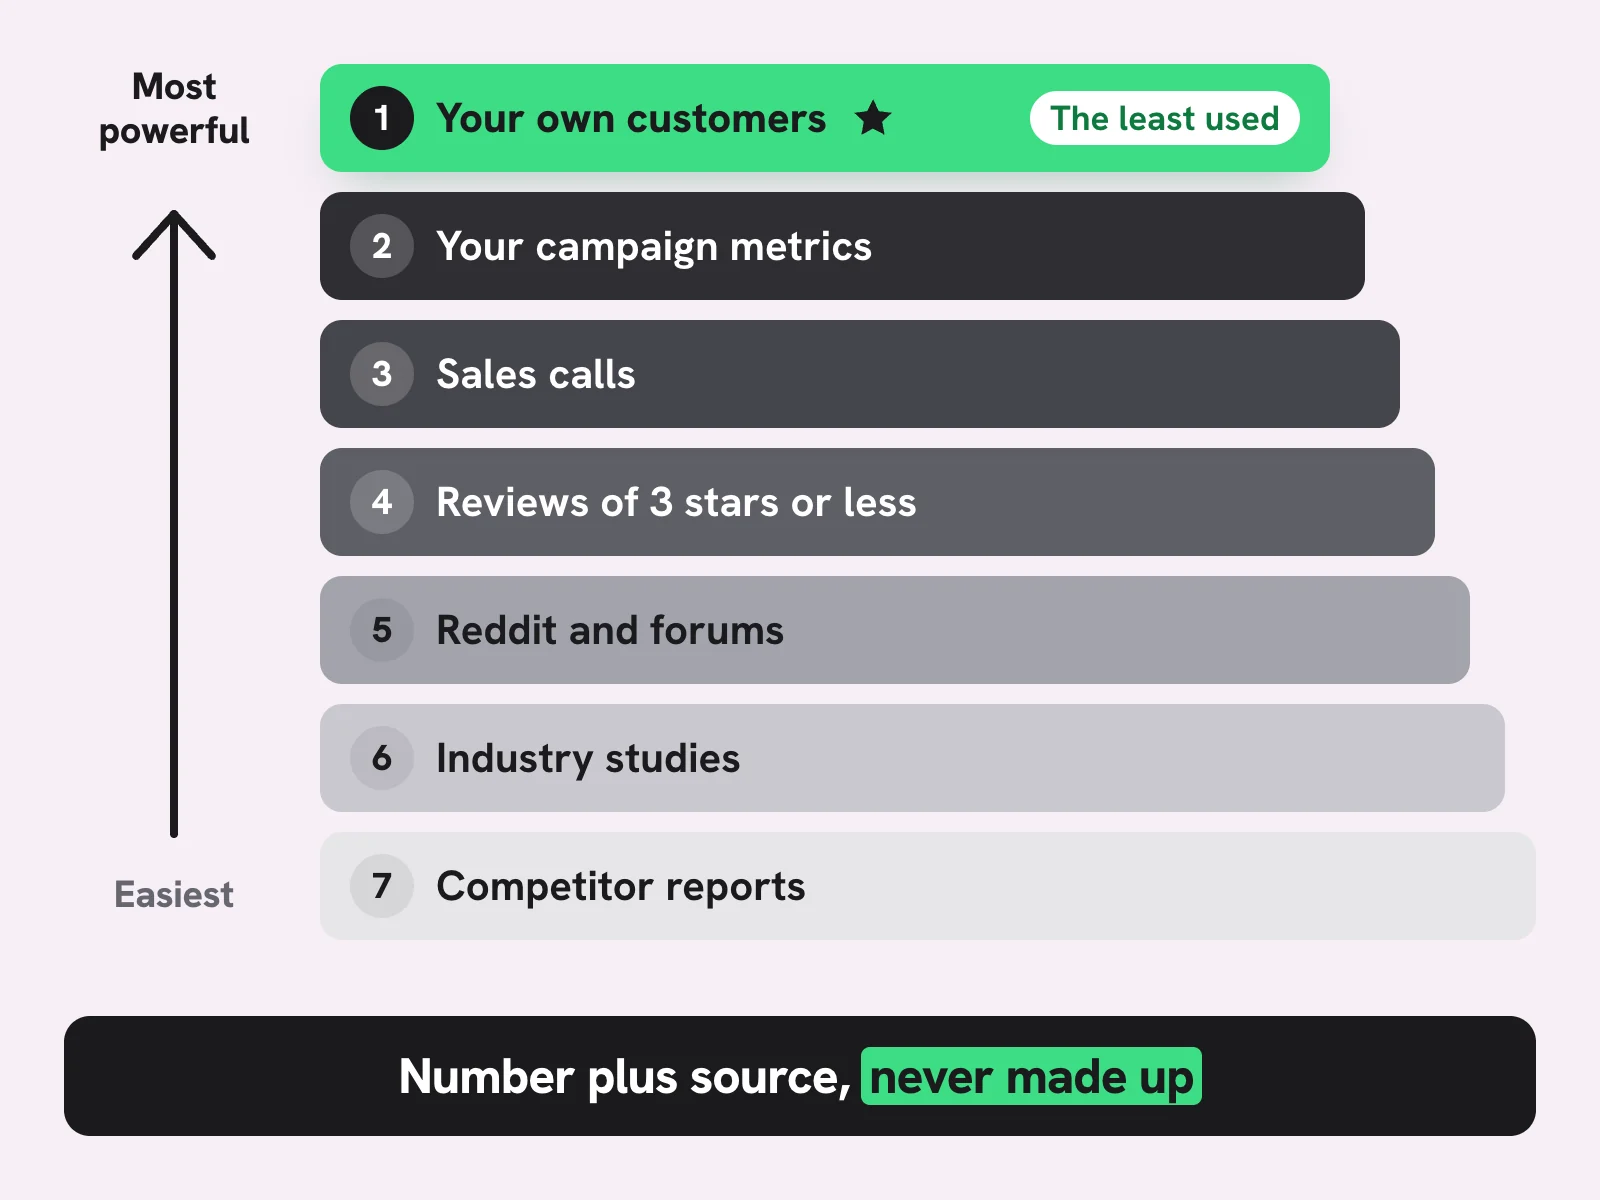 Most
powerful
1 Your own customers ★ The least used
2 Your campaign metrics
3 Sales calls
4 Reviews of 3 stars or less
5 Reddit and forums
6 Industry studies
7 Competitor reports
Easiest
Number plus source, never made up